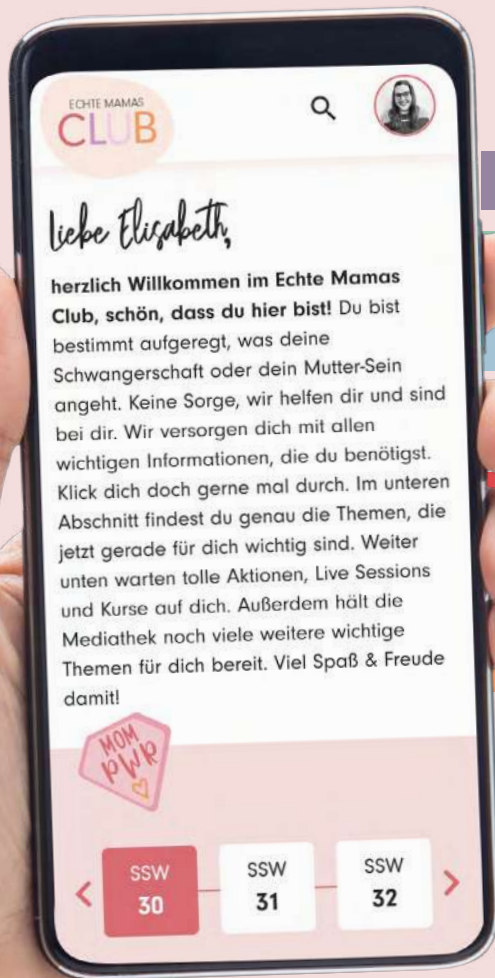 ECHTE MAMAS
CLUB
Liebe Elisabeth,
herzlich Willkommen im Echte Mamas
Club, schön, dass du hier bist! Du bist
bestimmt aufgeregt, was deine
Schwangerschaft oder dein Mutter-Sein
angeht. Keine Sorge, wir helfen dir und sind
bei dir. Wir versorgen dich mit allen
wichtigen Informationen, die du benötigst.
Klick dich doch gerne mal durch. Im unteren
Abschnitt findest du genau die Themen, die
jetzt gerade für dich wichtig sind. Weiter
unten warten tolle Aktionen, Live Sessions
und Kurse auf dich. Außerdem hält die
Mediathek noch viele weitere wichtige
Themen für dich bereit. Viel Spaß & Freude
damit!
MOM
PWR
SSW SSW SSW
30 31 32